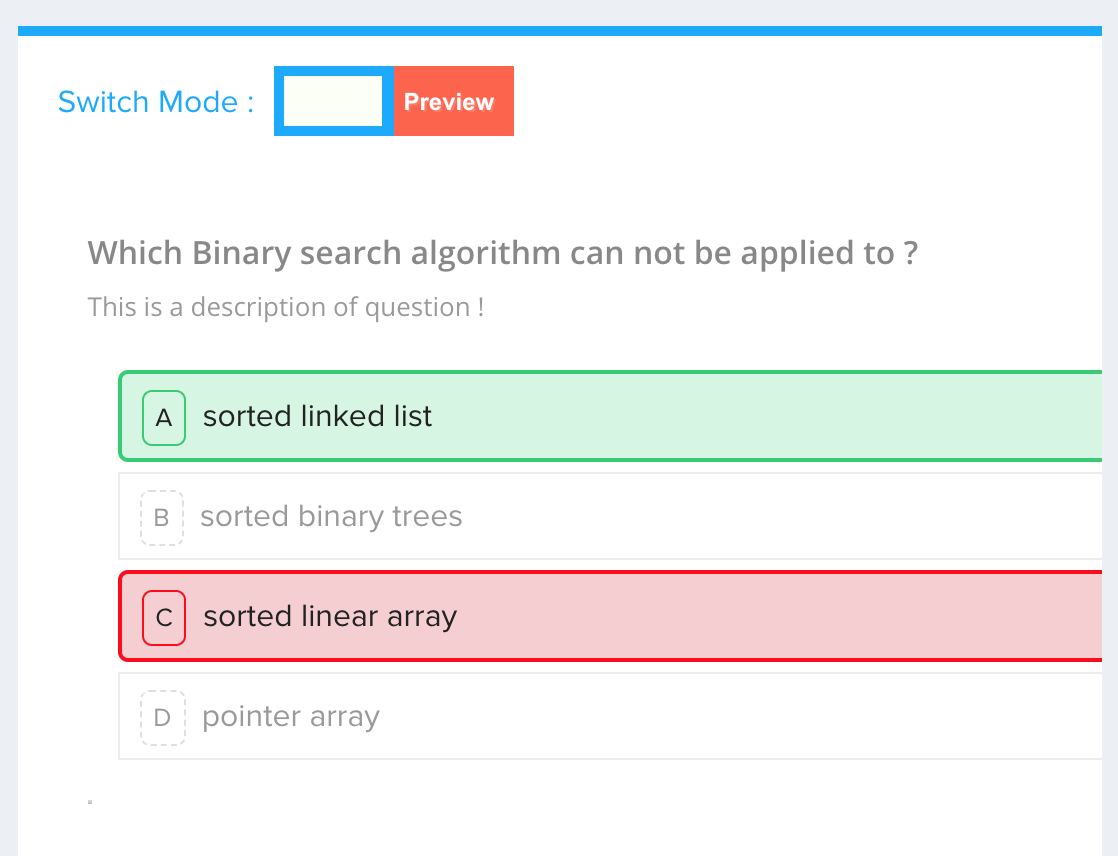 Switch Mode :
Preview
Which Binary search algorithm can not be applied to ?
This is a description of question !
A sorted linked list
B sorted binary trees
C sorted linear array
D pointer array